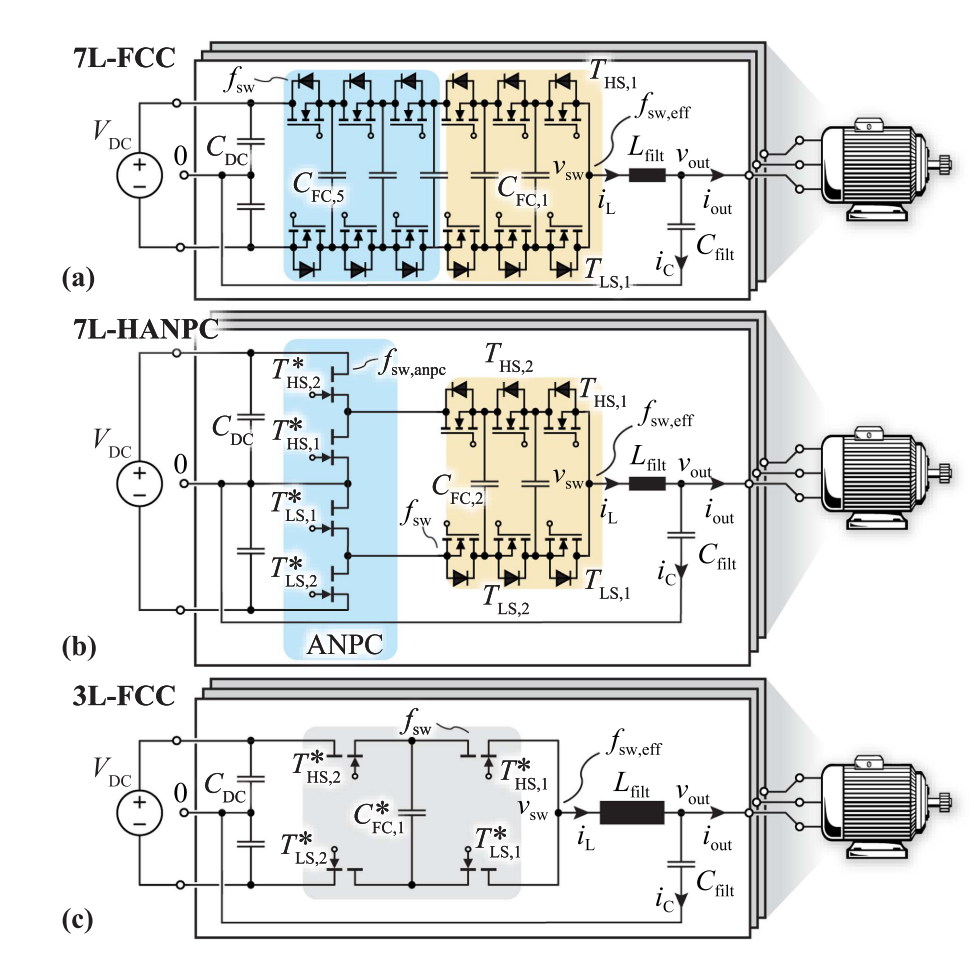 7L-FCC
f_sw
T_HS,1
f_sw,eff
V_DC
0
C_DC
C_FC,5
C_FC,1
v_sw
L_filt
v_out
i_L
i_out
C_filt
i_C
T_LS,1
(a)
7L-HANPC
T*_HS,2
f_sw,anpc
T_HS,2
T_HS,1
f_sw,eff
V_DC
0
C_DC
T*_HS,1
C_FC,2
v_sw
L_filt
v_out
i_L
i_out
T*_LS,1
f_sw
C_filt
i_C
T*_LS,2
T_LS,2
T_LS,1
ANPC
(b)
3L-FCC
f_sw
f_sw,eff
V_DC
0
C_DC
T*_HS,2
T*_HS,1
C*_FC,1
v_sw
L_filt
v_out
i_L
i_out
T*_LS,2
T*_LS,1
C_filt
i_C
(c)